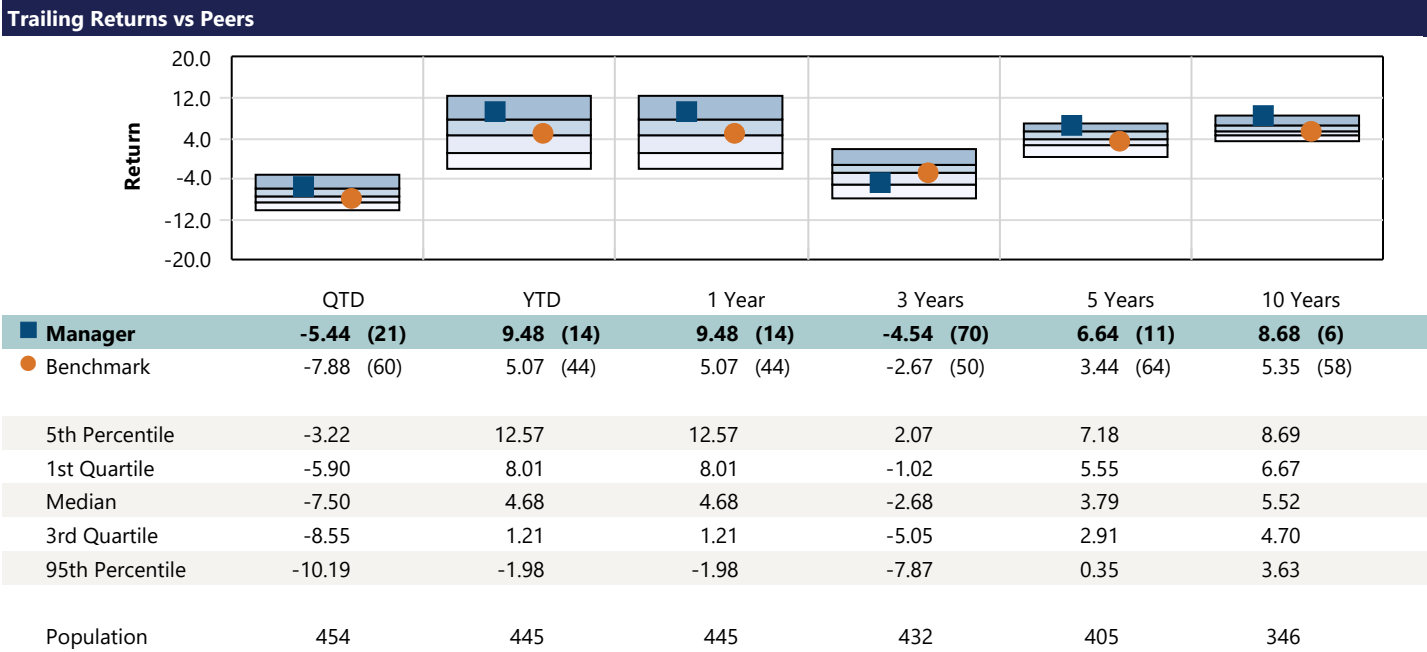 Trailing Returns vs Peers
20.0
12.0
4.0
-4.0
-12.0
-20.0
Return
QTD YTD 1 Year 3 Years 5 Years 10 Years
Manager -5.44 (21) 9.48 (14) 9.48 (14) -4.54 (70) 6.64 (11) 8.68 (6)
Benchmark -7.88 (60) 5.07 (44) 5.07 (44) -2.67 (50) 3.44 (64) 5.35 (58)
5th Percentile -3.22 12.57 12.57 2.07 7.18 8.69
1st Quartile -5.90 8.01 8.01 -1.02 5.55 6.67
Median -7.50 4.68 4.68 -2.68 3.79 5.52
3rd Quartile -8.55 1.21 1.21 -5.05 2.91 4.70
95th Percentile -10.19 -1.98 -1.98 -7.87 0.35 3.63
Population 454 445 445 432 405 346